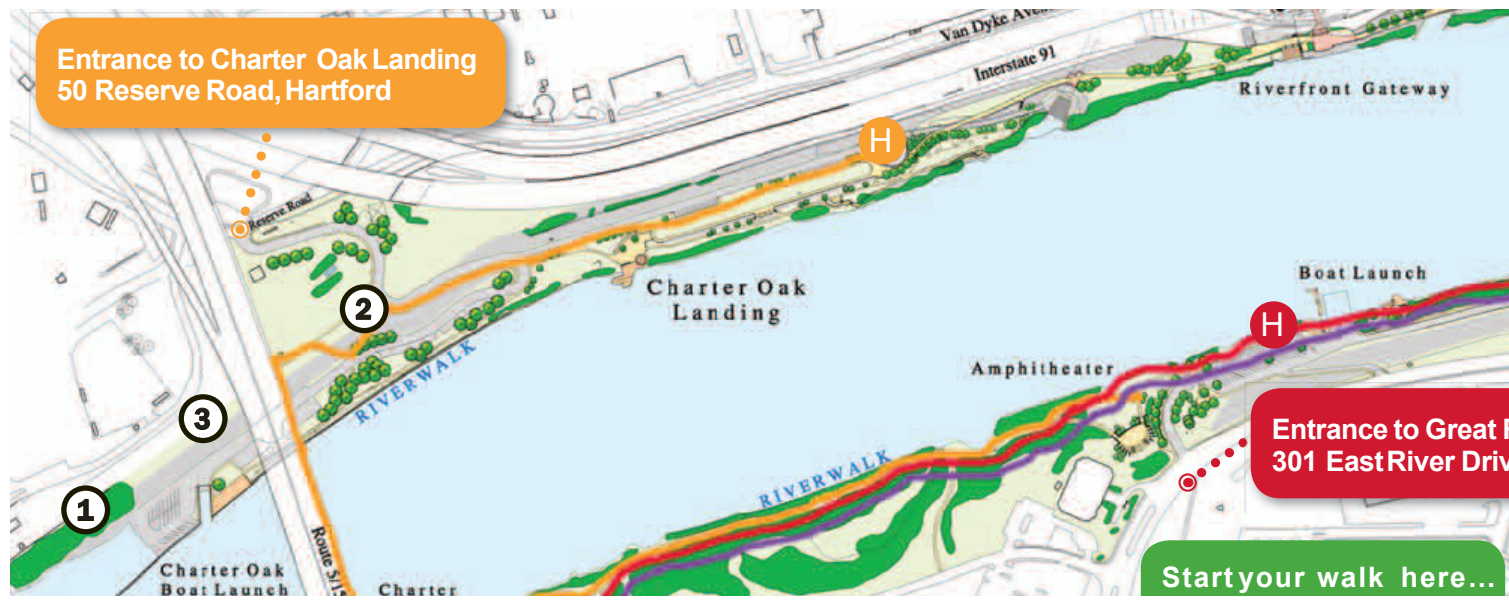 Entrance to Charter Oak Landing
50 Reserve Road, Hartford
Van Dyke Ave
Interstate 91
Riverfront Gateway
H
Reserve Road
2
Charter Oak
Landing
Boat Launch
H
Amphitheater
RIVERWALK
3
Entrance to Great
301 East River Driv
RIVERWALK
1
Route 5/15
Charter Oak
Boat Launch
Charter
Start your walk here...